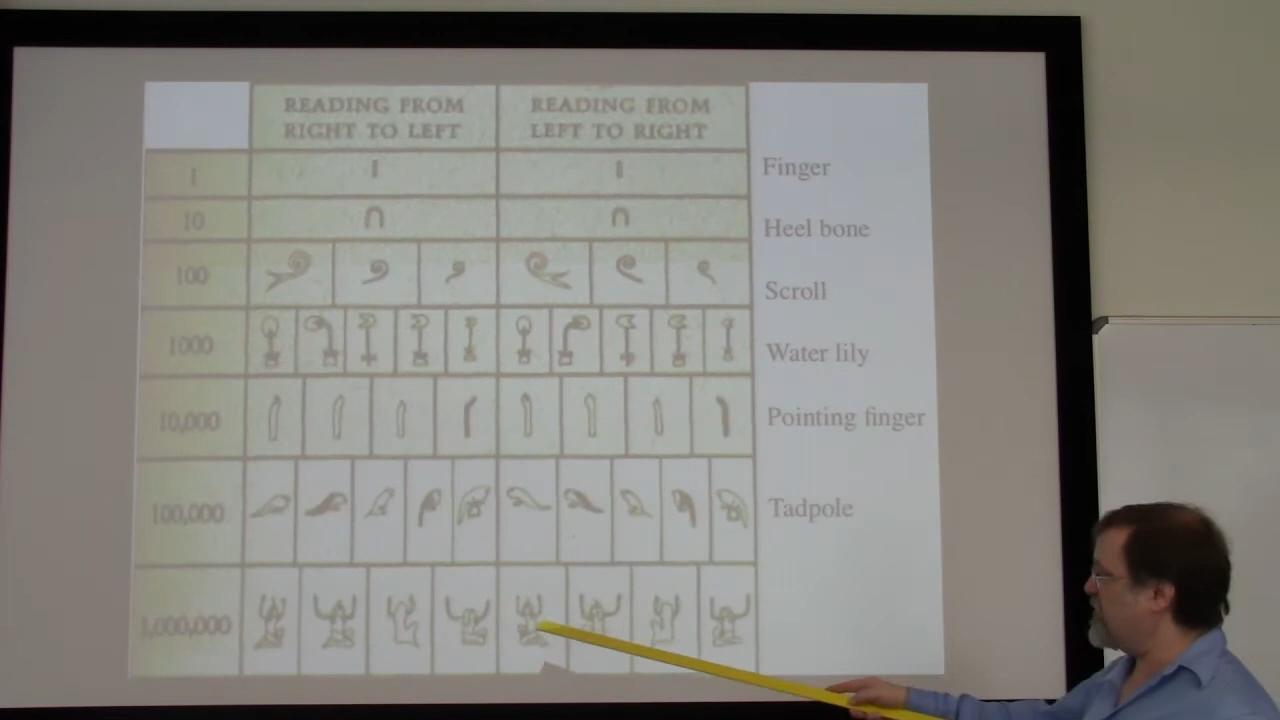 READING FROM
RIGHT TO LEFT
READING FROM
LEFT TO RIGHT
1
Finger
10
Heel bone
100
Scroll
1000
Water lily
10,000
Pointing finger
100,000
Tadpole
1,000,000